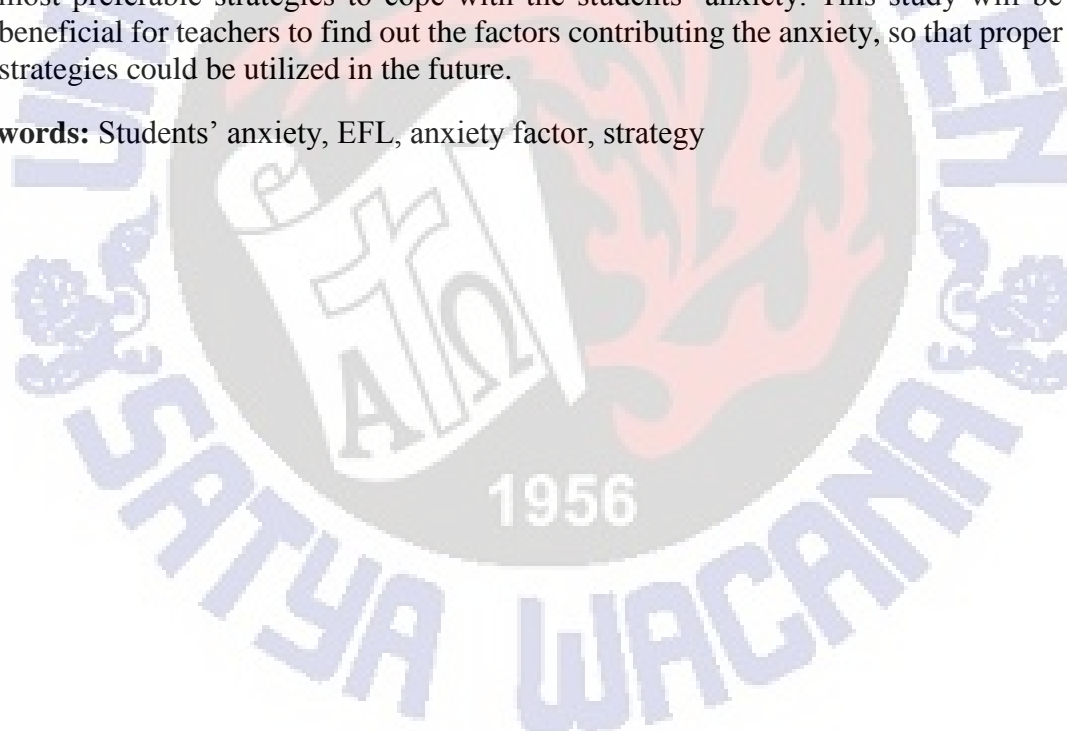 most preferable strategies to cope with the students' anxiety. This study will be
beneficial for teachers to find out the factors contributing the anxiety, so that proper
strategies could be utilized in the future.
words: Students’ anxiety, EFL, anxiety factor, strategy
Α Ω
1956
SATYA WACANA